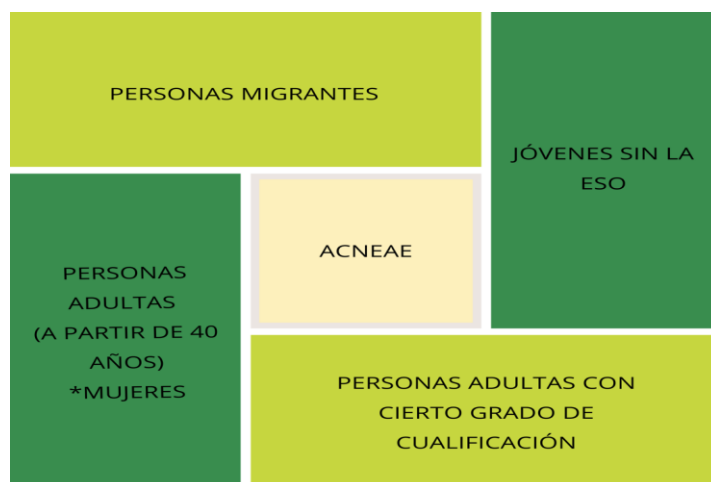 PERSONAS MIGRANTES
JÓVENES SIN LA
ESO
ACNEAE
PERSONAS
ADULTAS
(A PARTIR DE 40
AÑOS)
*MUJERES
PERSONAS ADULTAS CON
CIERTO GRADO DE
CUALIFICACIÓN